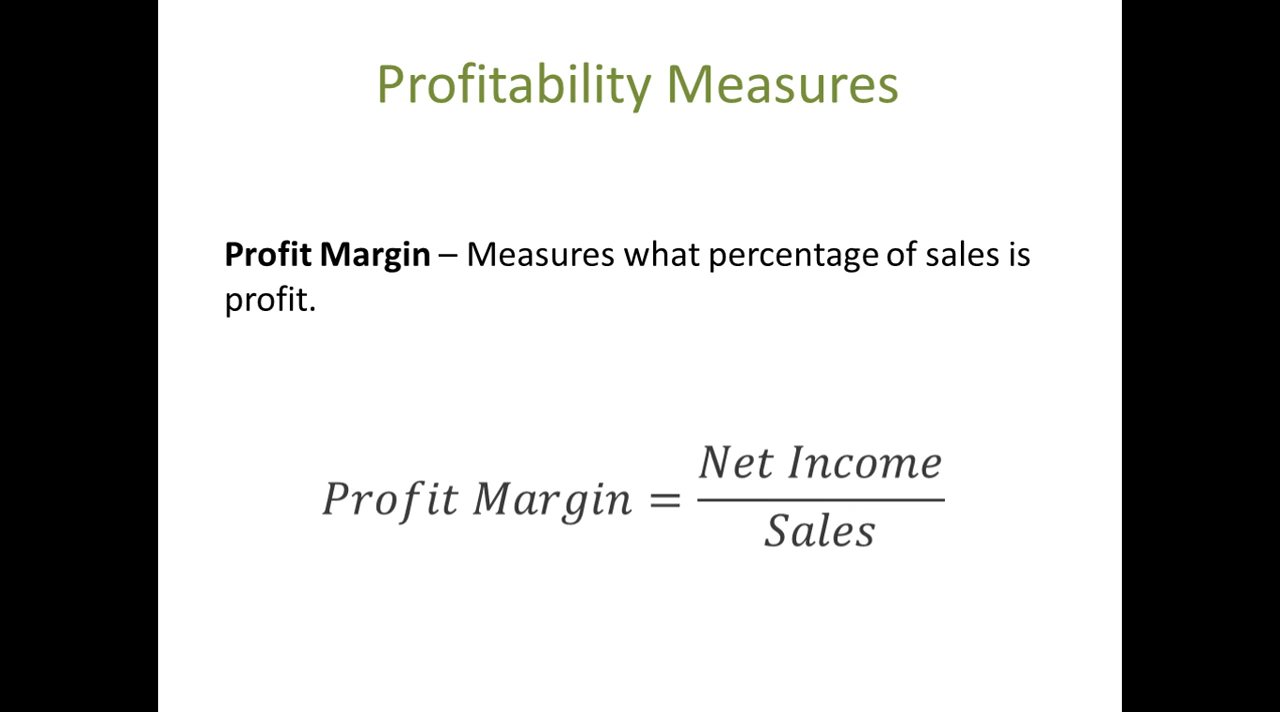 Profitability Measures
Profit Margin – Measures what percentage of sales is
profit.
Profit Margin = Net Income / Sales